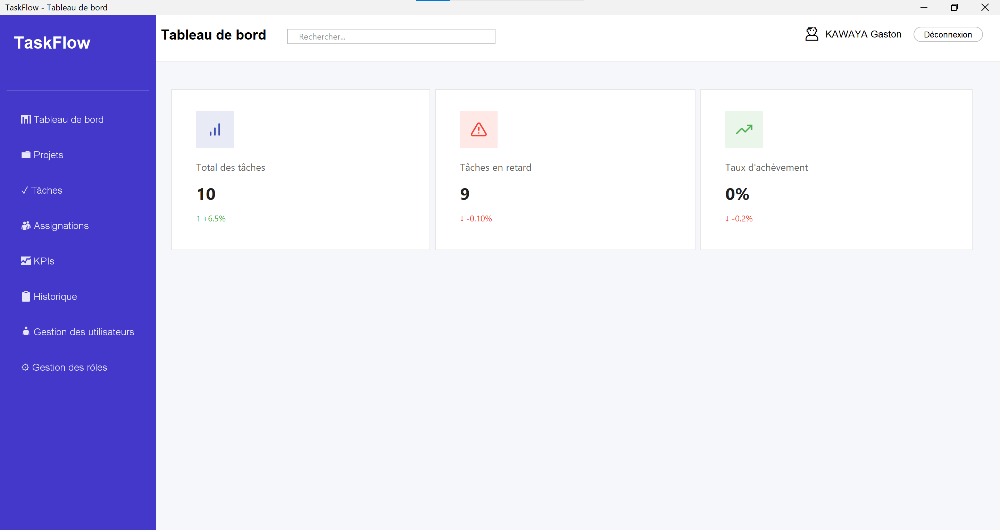 TaskFlow - Tableau de bord
TaskFlow
Tableau de bord
Projets
Tâches
Assignations
KPIs
Historique
Gestion des utilisateurs
Gestion des rôles
Tableau de bord
Rechercher...
KAWAYA Gaston
Déconnexion
Total des tâches
10
↑ +6.5%
Tâches en retard
9
↓ -0.10%
Taux d'achèvement
0%
↓ -0.2%